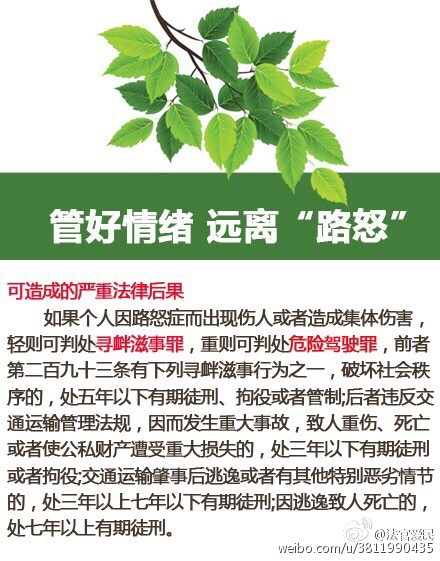 管好情绪 远离“路怒”
可造成的严重法律后果
如果个人因路怒症而出现伤人或者造成集体伤害，
轻则可判处寻衅滋事罪，重则可判处危险驾驶罪，前者
第二百九十三条有下列寻衅滋事行为之一，破坏社会秩
序的，处五年以下有期徒刑、拘役或者管制;后者违反交
通运输管理法规，因而发生重大事故，致人重伤、死亡
或者使公私财产遭受重大损失的，处三年以下有期徒刑
或者拘役;交通运输肇事后逃逸或者有其他特别恶劣情节
的，处三年以上七年以下有期徒刑;因逃逸致人死亡的，
处七年以上有期徒刑。
@法官爱民
weibo.com/u/3811990435